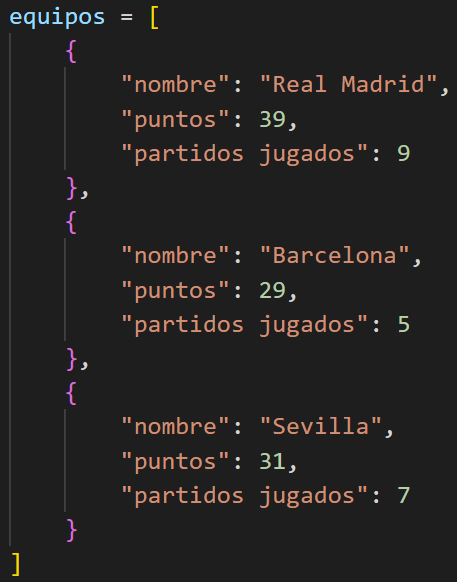 equipos = [
    {
        "nombre": "Real Madrid",
        "puntos": 39,
        "partidos jugados": 9
    },
    {
        "nombre": "Barcelona",
        "puntos": 29,
        "partidos jugados": 5
    },
    {
        "nombre": "Sevilla",
        "puntos": 31,
        "partidos jugados": 7
    }
]